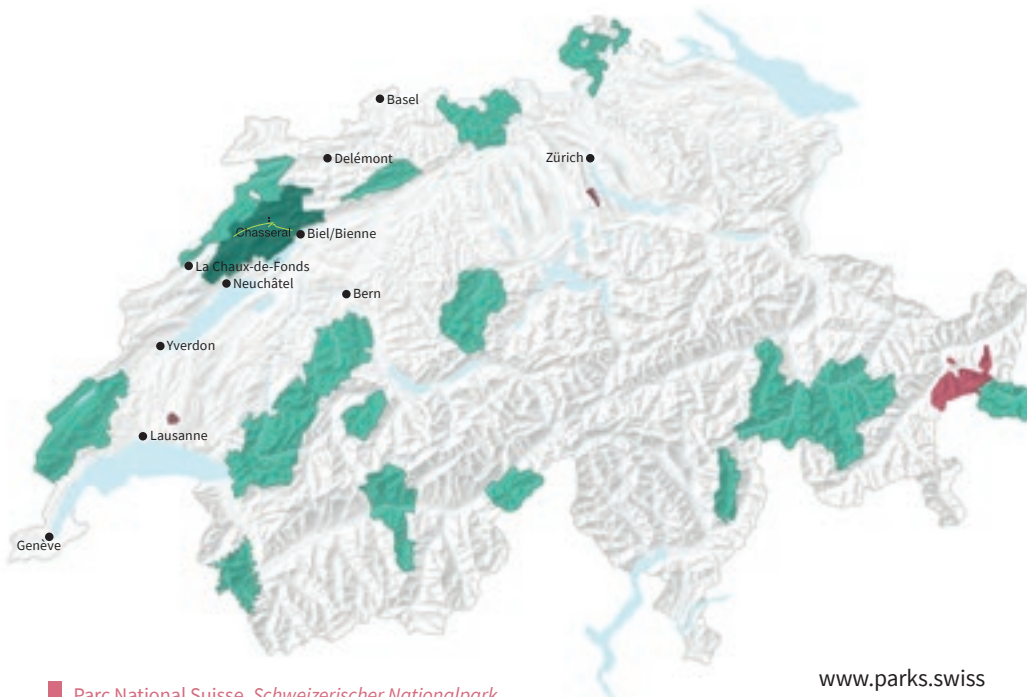 Basel
Delémont
Zürich
Chasseral
Biel/Bienne
La Chaux-de-Fonds
Neuchâtel
Bern
Yverdon
Lausanne
Genève
www.parks.swiss
Parc National Suisse Schweizerischer Nationalpark